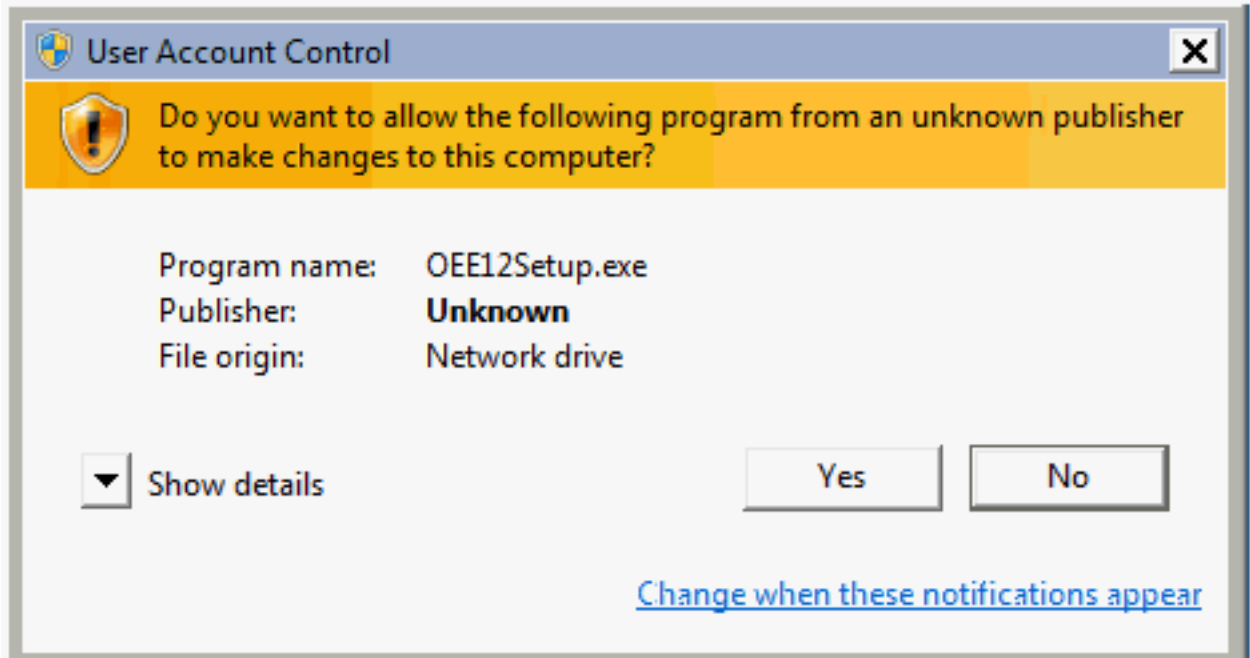 User Account Control
Do you want to allow the following program from an unknown publisher
to make changes to this computer?
Program name: OEE12Setup.exe
Publisher: Unknown
File origin: Network drive
Show details
Yes
No
Change when these notifications appear